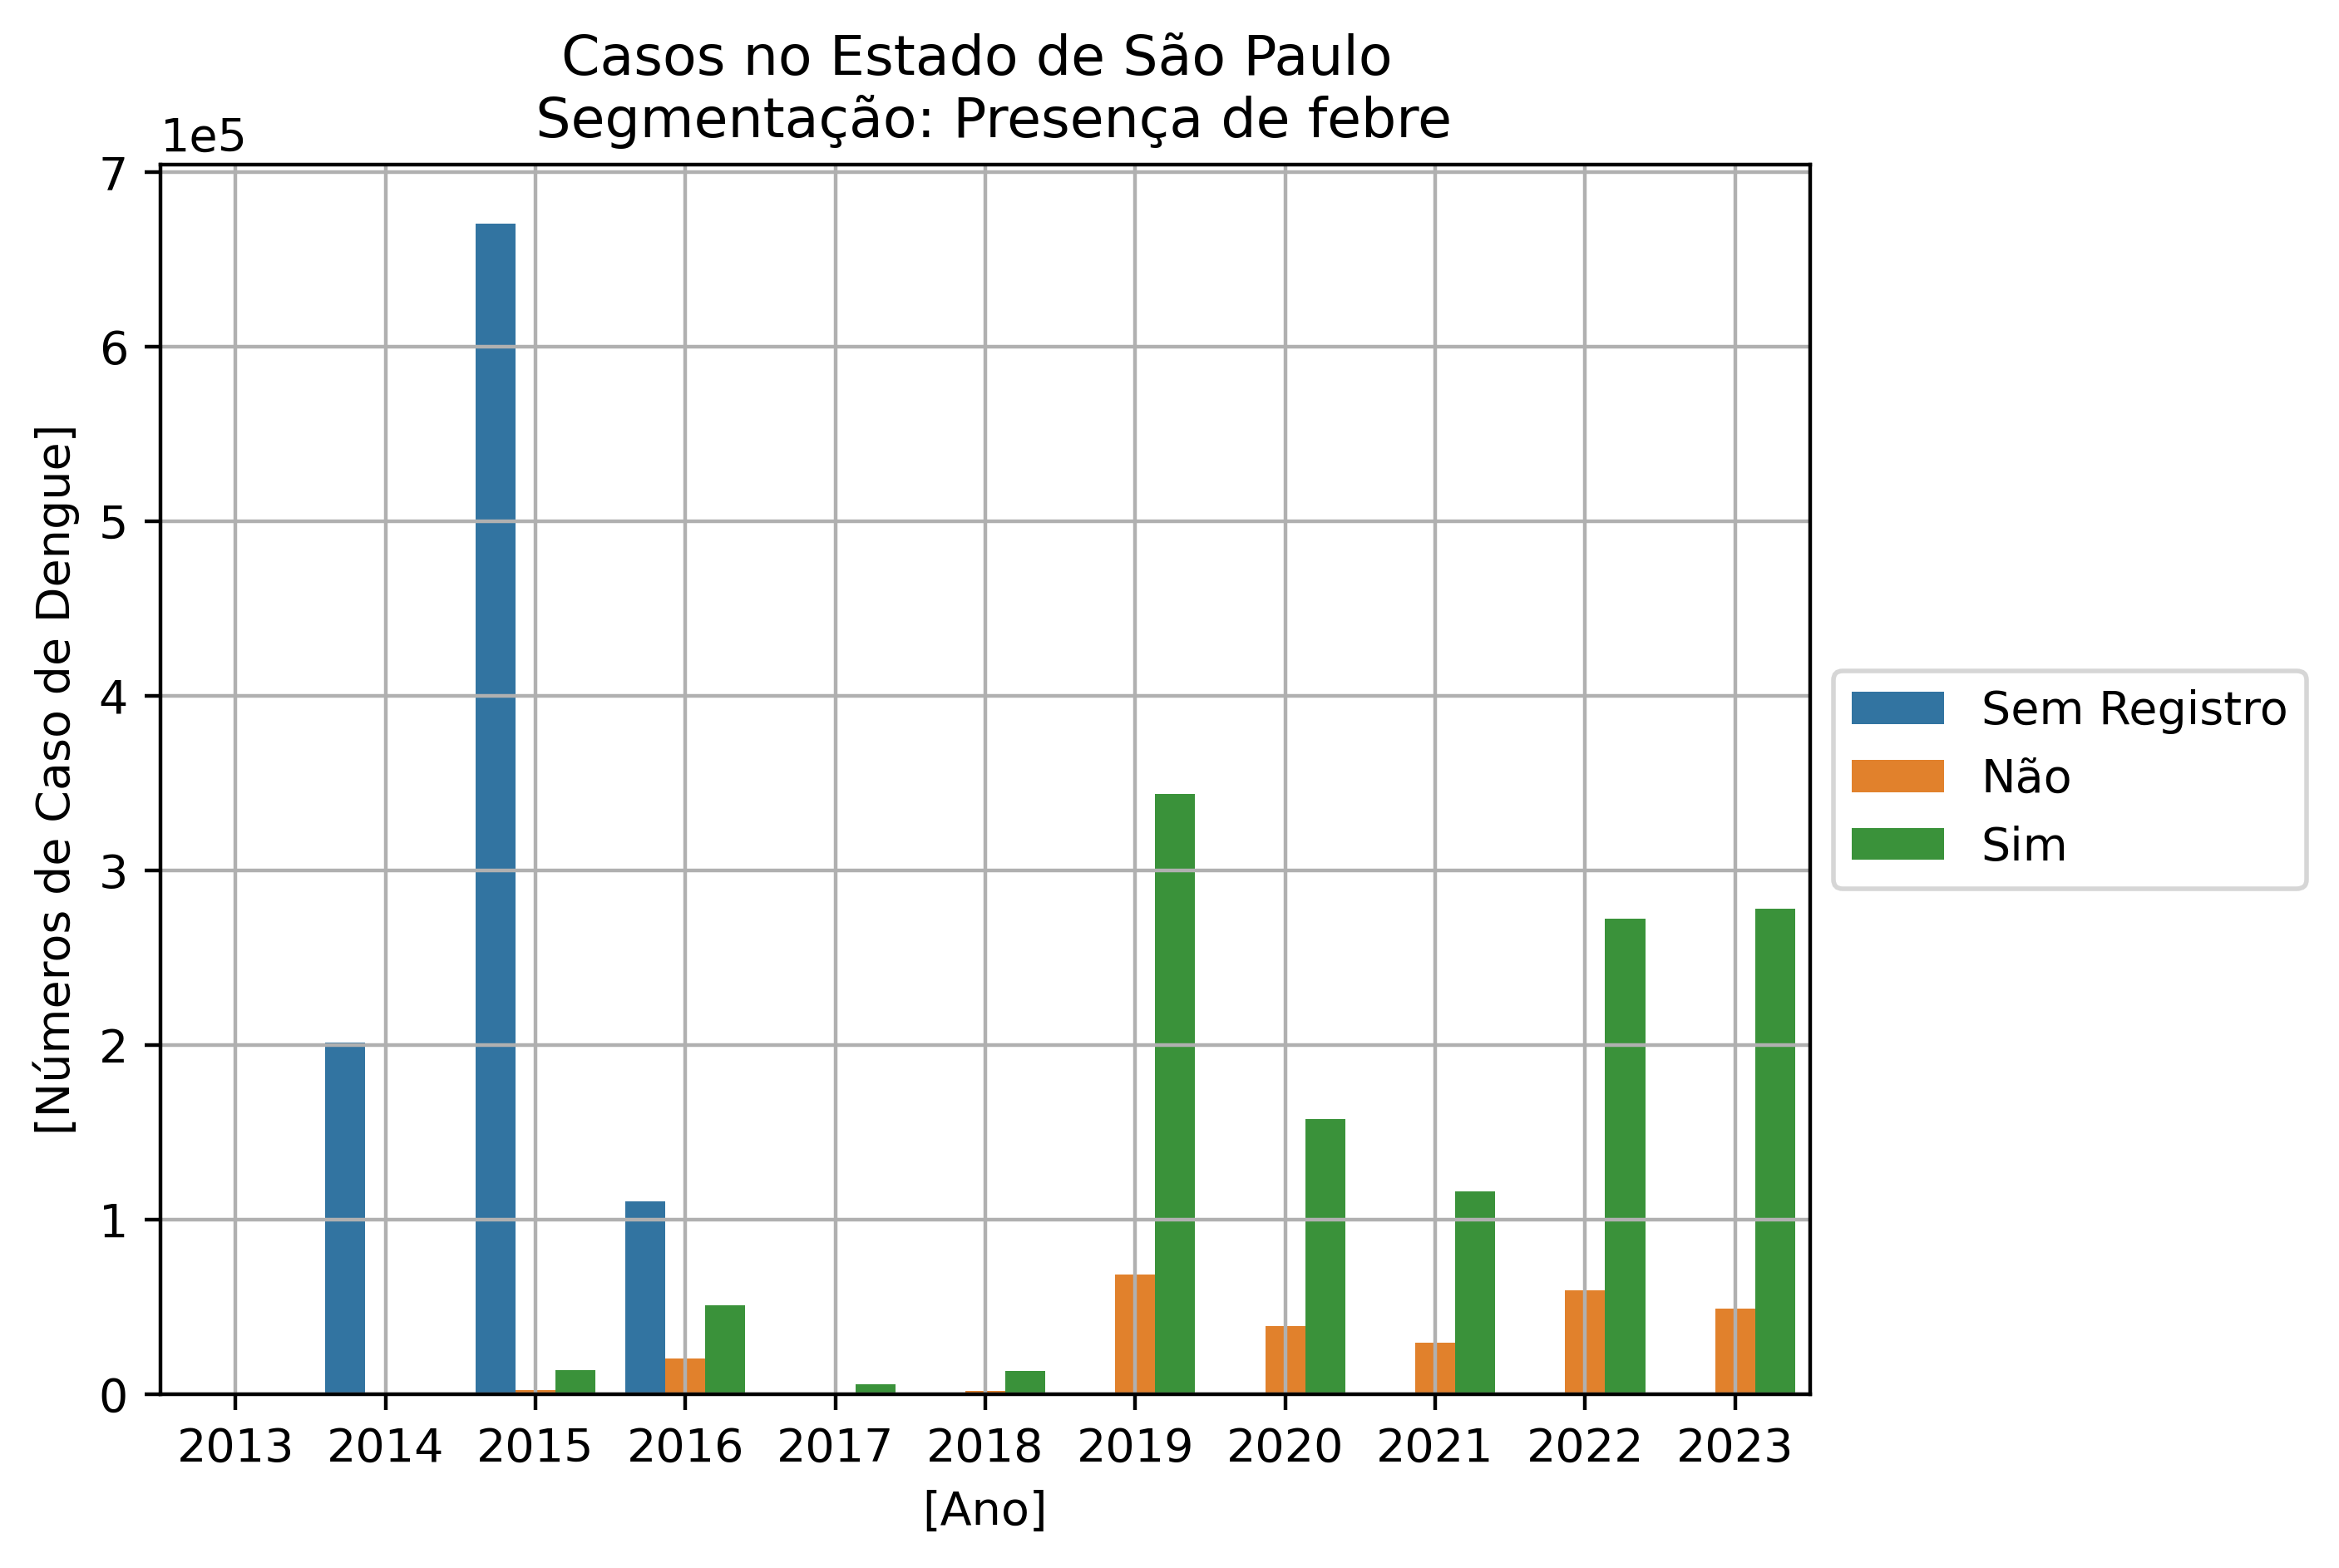 Casos no Estado de São Paulo
Segmentação: Presença de febre
1e5
7
6
5
4
3
2
1
0
[Números de Caso de Dengue]
2013 2014 2015 2016 2017 2018 2019 2020 2021 2022 2023
[Ano]
Sem Registro
Não
Sim